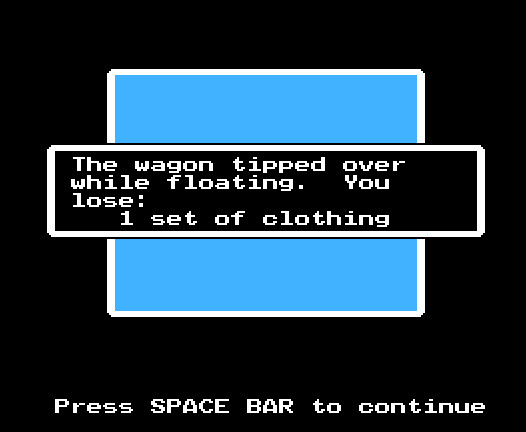 The wagon tipped over
while floating.  You
lose:
   1 set of clothing
Press SPACE BAR to continue